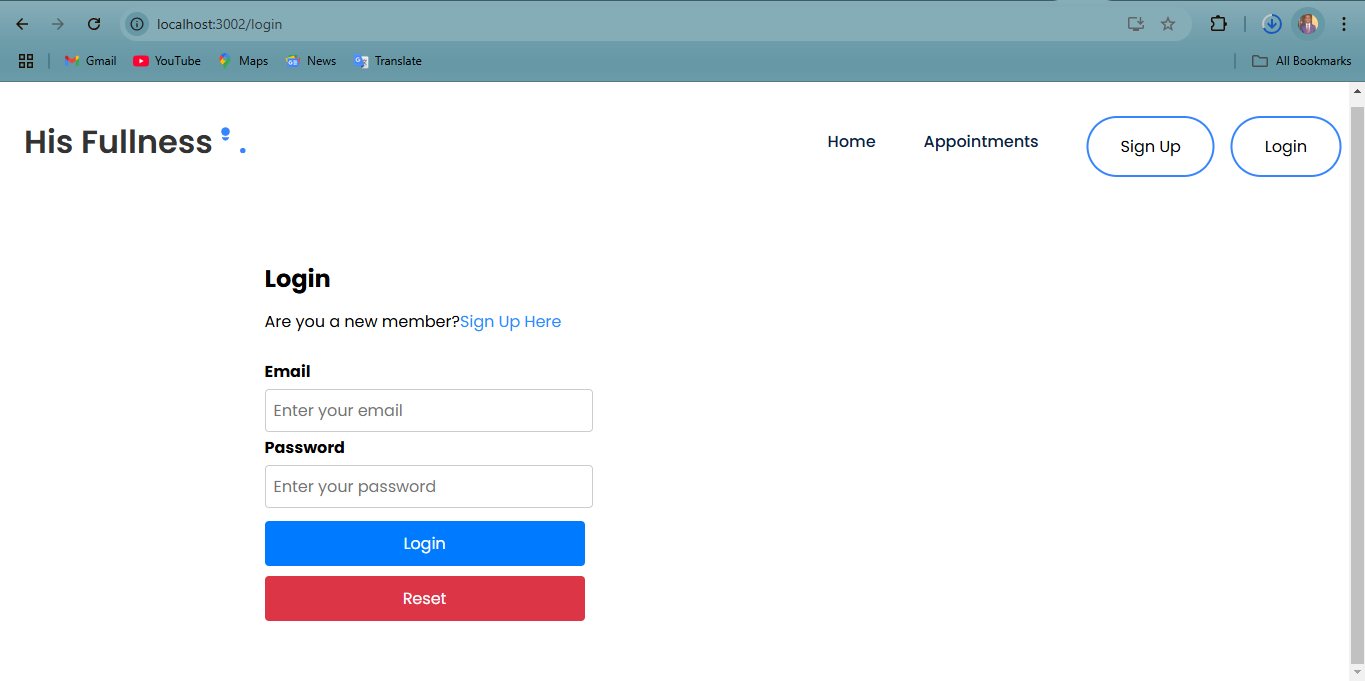 localhost:3002/login
Gmail YouTube Maps News Translate All Bookmarks
His Fullness . Home Appointments Sign Up Login
Login
Are you a new member?Sign Up Here
Email
Enter your email
Password
Enter your password
Login
Reset